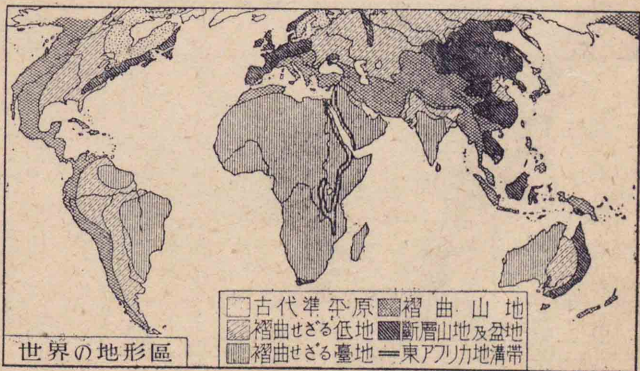 古代準平原
褶曲山地
褶曲せざる低地
斷層山地及盆地
褶曲せざる臺地
東アフリカ地溝帯
世界の地形區